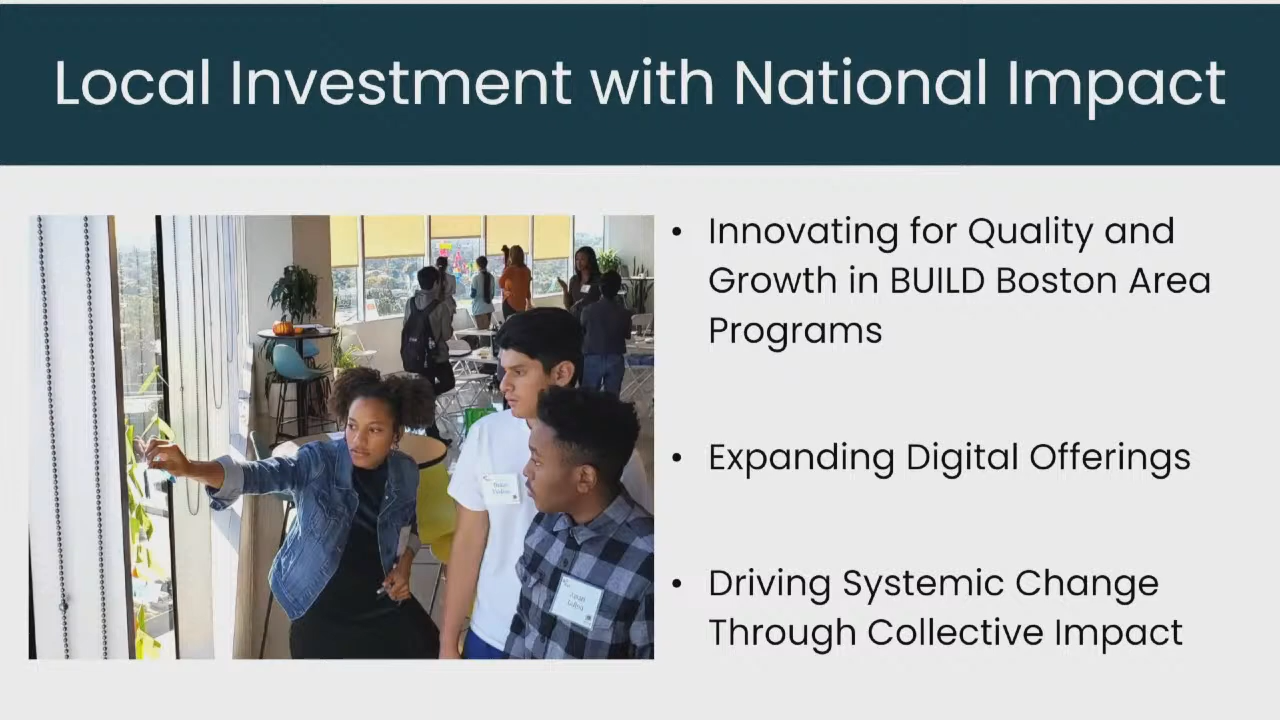 Local Investment with National Impact
• Innovating for Quality and
Growth in BUILD Boston Area
Programs
• Expanding Digital Offerings
• Driving Systemic Change
Through Collective Impact